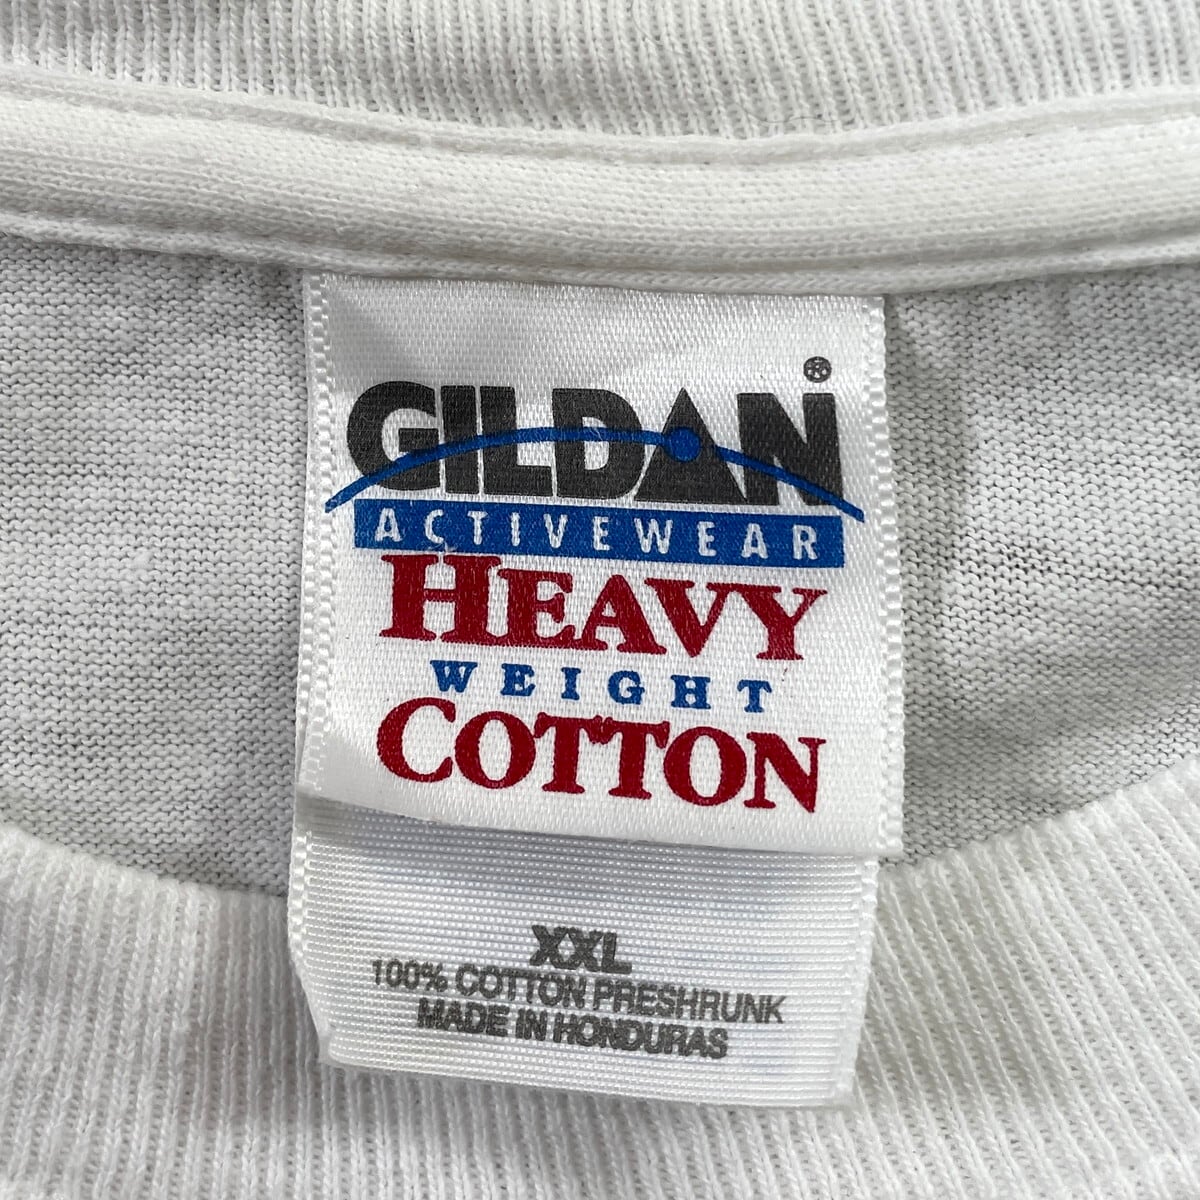 GILDAN®
ACTIVEWEAR
HEAVY
WEIGHT
COTTON
XXL
100% COTTON PRESHRUNK
MADE IN HONDURAS